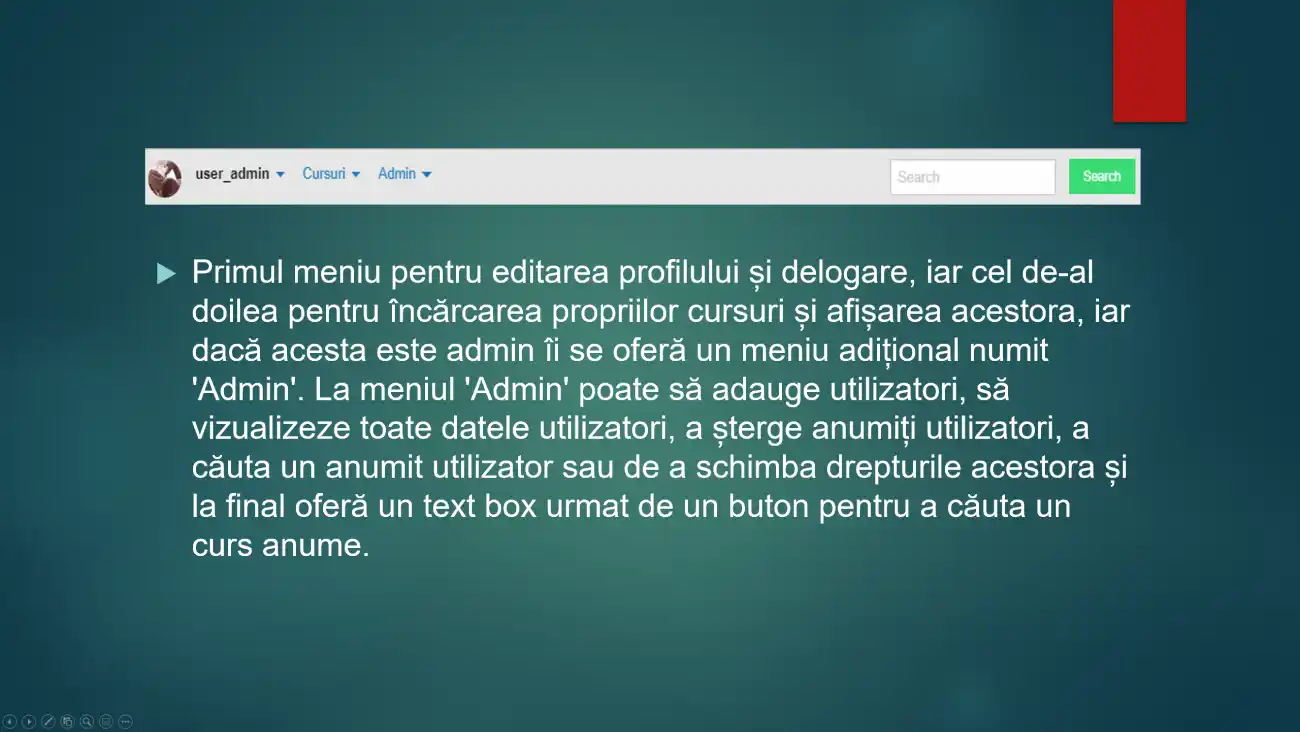 user_admin Cursuri Admin Search Search
Primul meniu pentru editarea profilului și delogare, iar cel de-al
doilea pentru încărcarea propriilor cursuri și afișarea acestora, iar
dacă acesta este admin îi se oferă un meniu adițional numit
'Admin'. La meniul 'Admin' poate să adauge utilizatori, să
vizualizeze toate datele utilizatori, a șterge anumiți utilizatori, a
căuta un anumit utilizator sau de a schimba drepturile acestora și
la final oferă un text box urmat de un buton pentru a căuta un
curs anume.